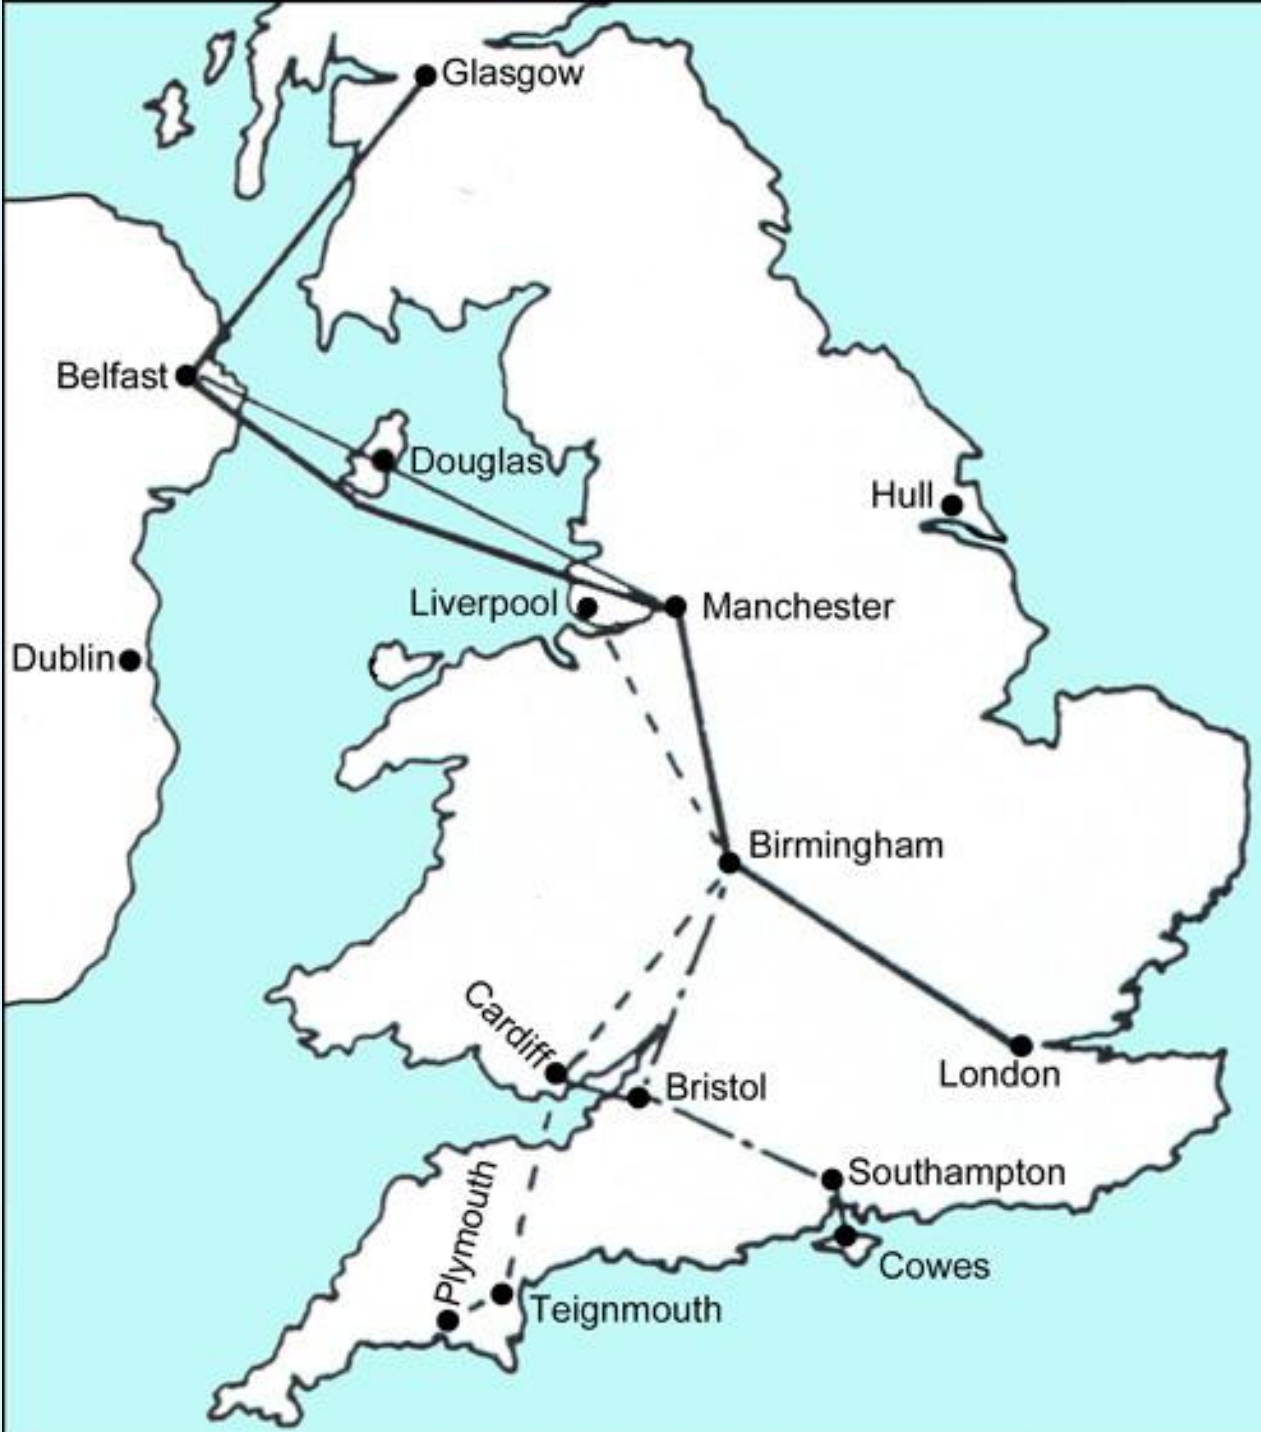 Glasgow
Belfast
Douglas
Hull
Liverpool
Manchester
Dublin
Birmingham
Cardiff
London
Bristol
Southampton
Plymouth
Cowes
Teignmouth